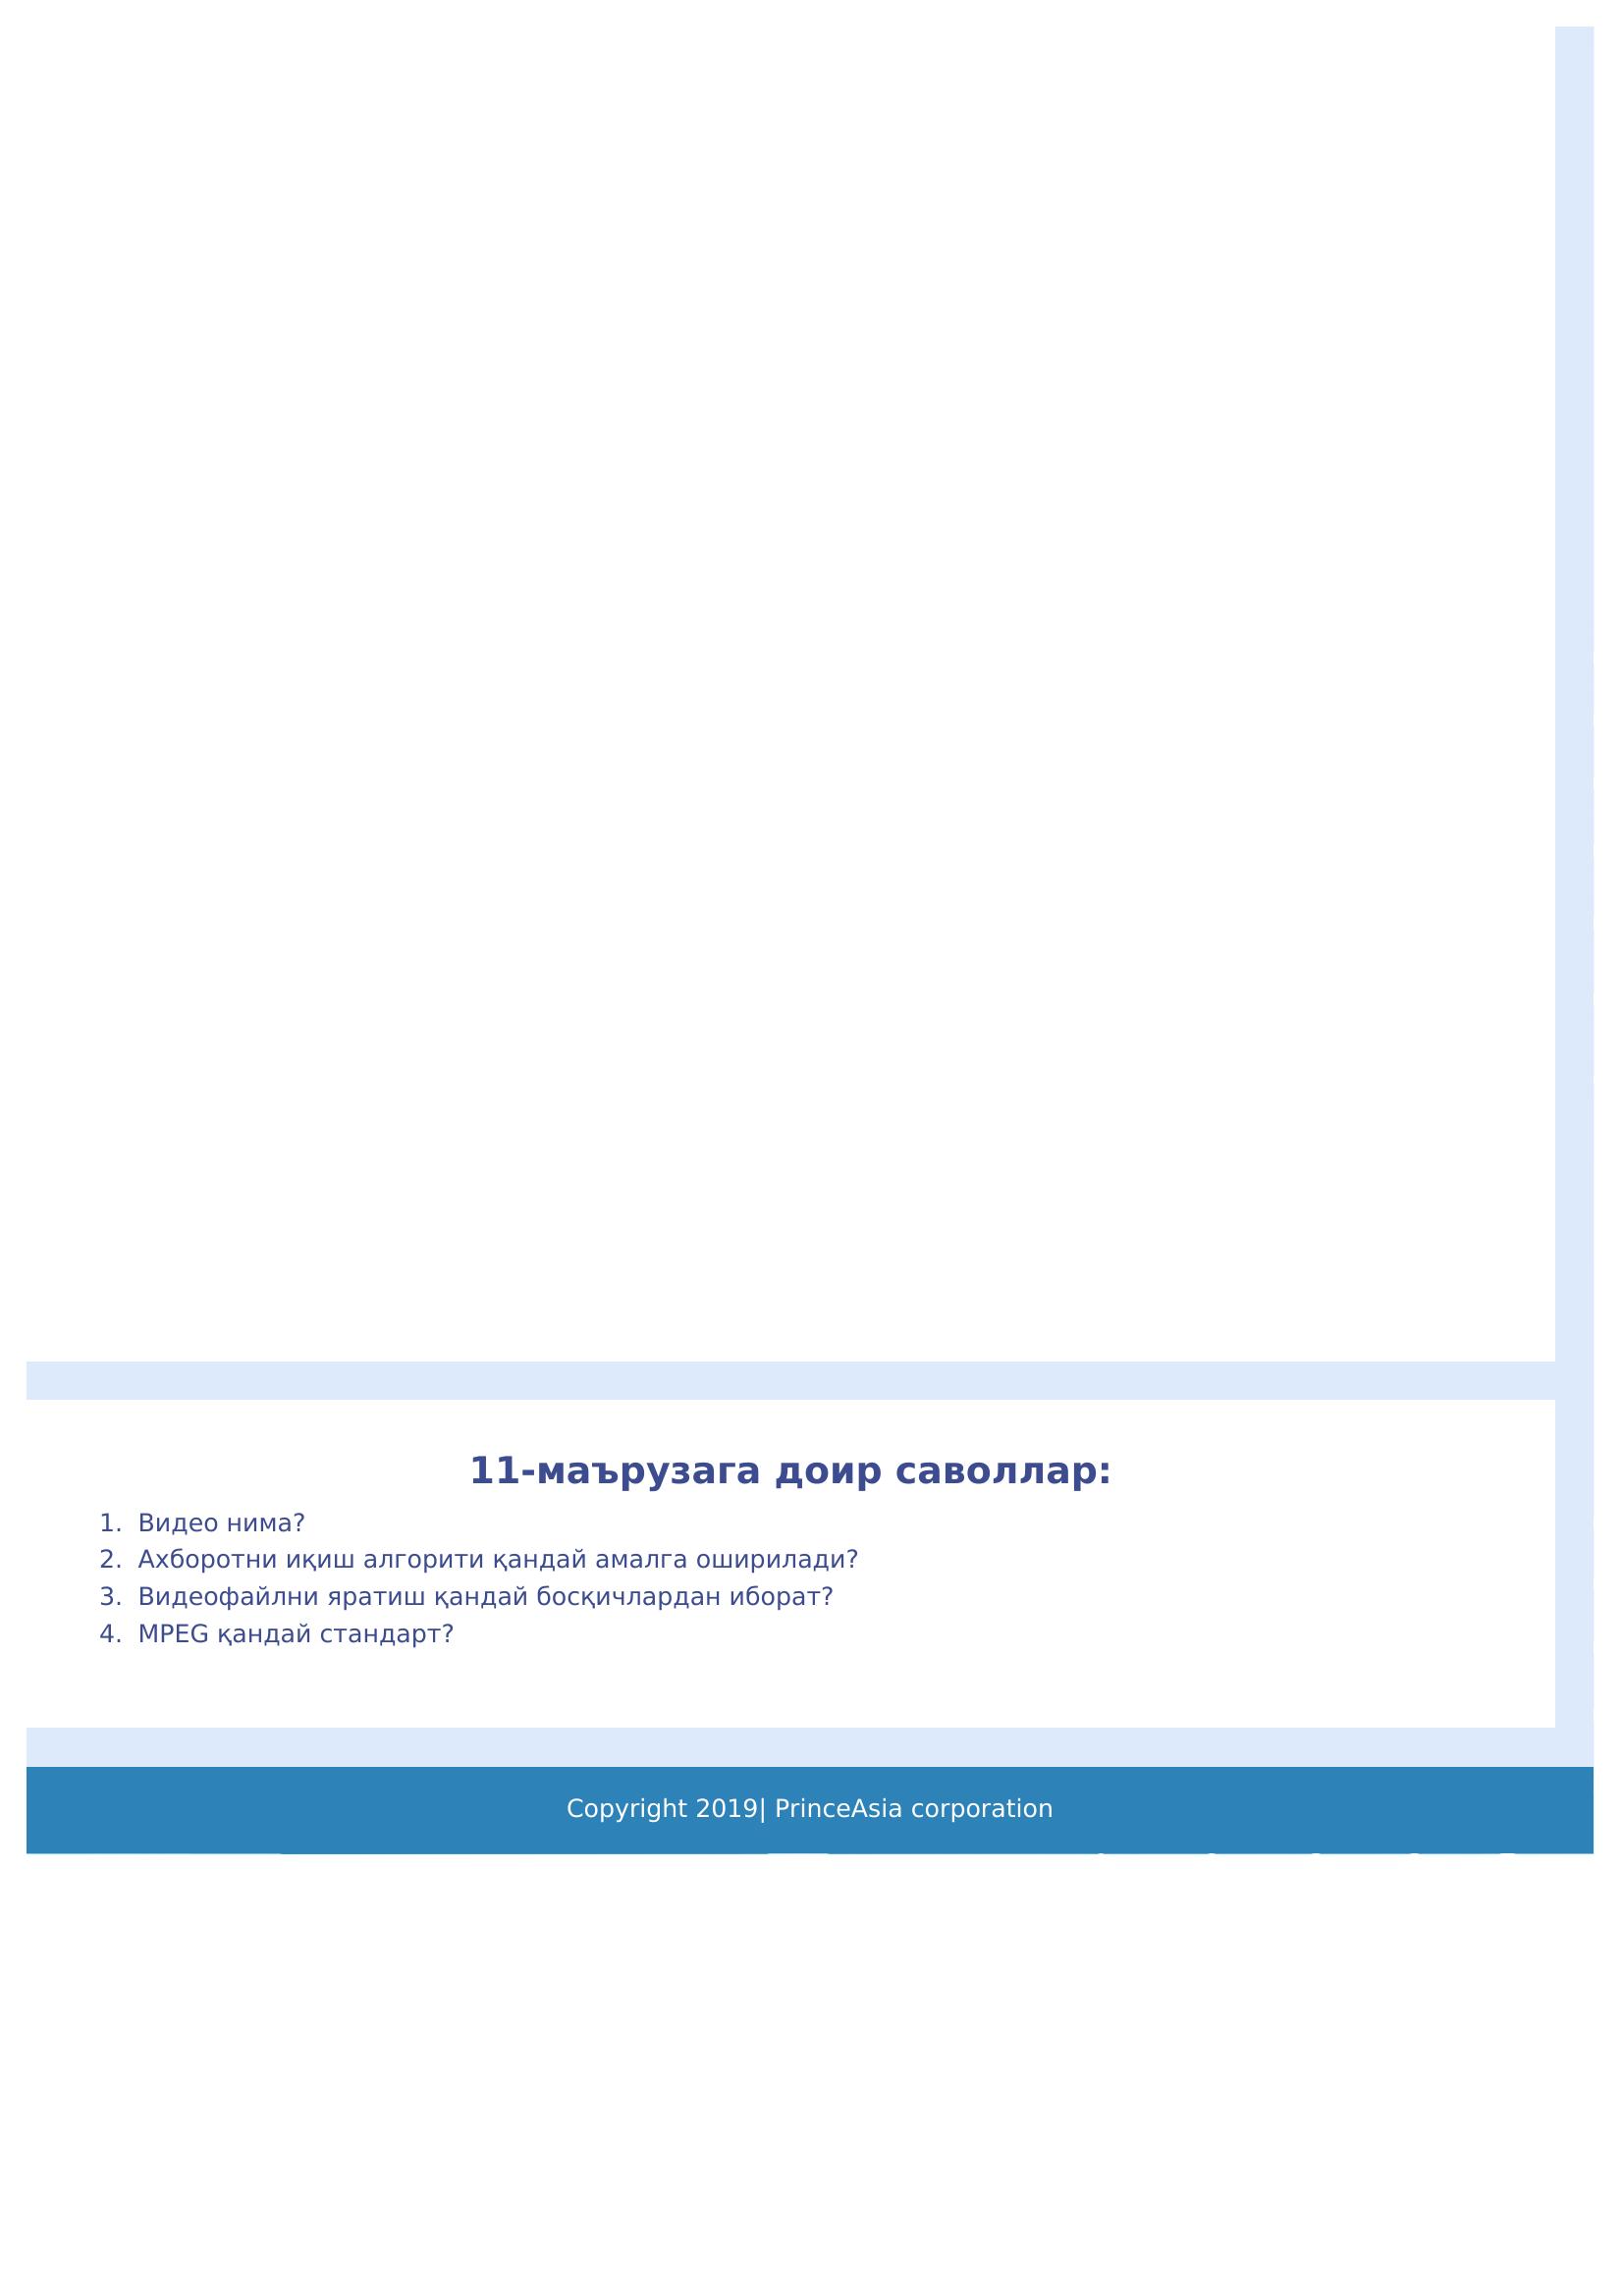 11-маърузага доир саволлар:
1. Видео нима?
2. Ахборотни иқиш алгорити қандай амалга оширилади?
3. Видеофайлни яратиш қандай босқичлардан иборат?
4. MPEG қандай стандарт?
Copyright 2019| PrinceAsia corporation